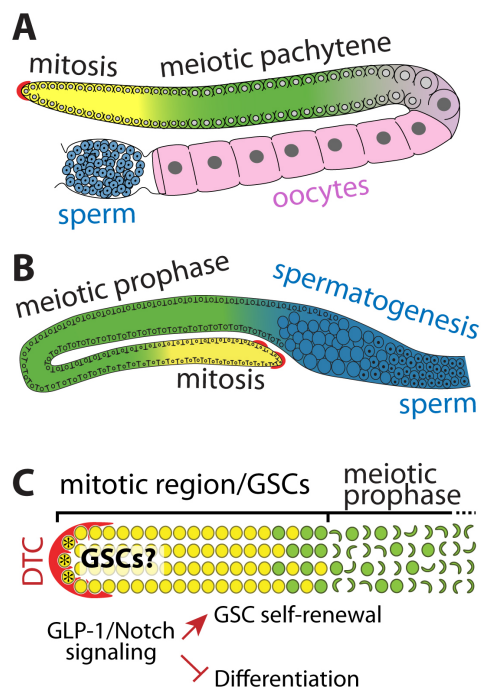 A
mitosis
meiotic pachytene
sperm
oocytes
B
meiotic prophase
spermatogenesis
mitosis
sperm
C
mitotic region/GSCs
meiotic
prophase
DTC
GSCs?
GLP-1/Notch
signaling
GSC self-renewal
Differentiation